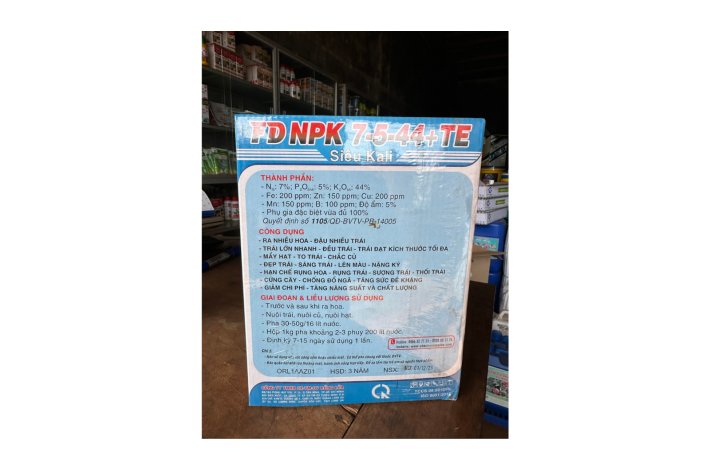 FD NPK 7-5-44+TE
Siêu Kali
THÀNH PHẦN:
- Nts: 7%; P2O5hh: 5%; K2Ohh: 44%
- Fe: 200 ppm; Zn: 150 ppm; Cu: 200 ppm
- Mn: 150 ppm; B: 100 ppm; Độ ẩm: 5%
- Phụ gia đặc biệt vừa đủ 100%
Quyết định số 1105/QĐ-BVTV-PB 14005
CÔNG DỤNG
- RA NHIỀU HOA - ĐẬU NHIỀU TRÁI
- TRÁI LỚN NHANH - ĐỀU TRÁI - TRÁI ĐẠT KÍCH THƯỚC TỐI ĐA
- MẨY HẠT - TO TRÁI - CHẮC CỦ
- ĐẸP TRÁI - SÁNG TRÁI - LÊN MÀU - NẶNG KÝ
- HẠN CHẾ RỤNG HOA - RỤNG TRÁI - SƯỢNG TRÁI - THỐI TRÁI
- CỨNG CÂY - CHỐNG ĐỔ NGÃ - TĂNG SỨC ĐỀ KHÁNG
- GIẢM CHI PHÍ - TĂNG NĂNG SUẤT VÀ CHẤT LƯỢNG
GIAI ĐOẠN & LIỀU LƯỢNG SỬ DỤNG
- Trước và sau khi ra hoa.
- Nuôi trái, nuôi củ, nuôi hạt.
- Pha 30-50g/16 lít nước.
- Hộp 1kg pha khoảng 2-3 phuy 200 lít nước.
- Định kỳ 7-15 ngày sử dụng 1 lần.
ORL1/AZ01 HSD: 3 NĂM NSX:
ISO 9001:2015